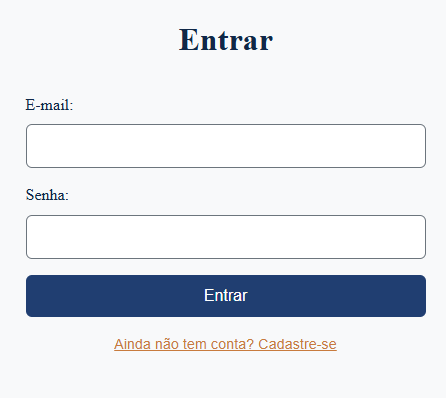 Entrar
E-mail:
Senha:
Entrar
Ainda não tem conta? Cadastre-se